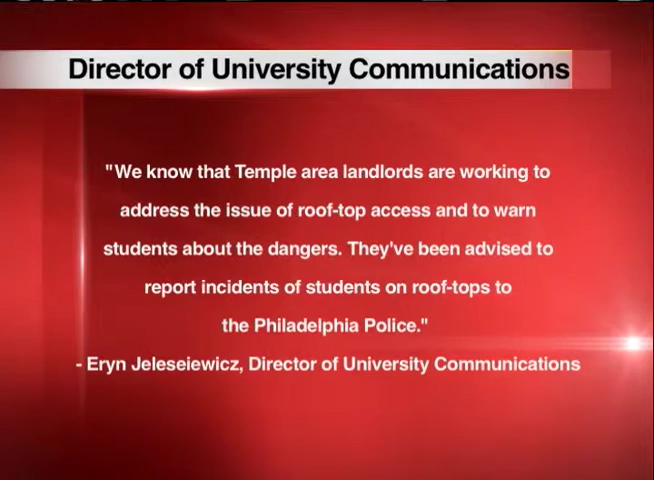 Director of University Communications
"We know that Temple area landlords are working to
address the issue of roof-top access and to warn
students about the dangers. They've been advised to
report incidents of students on roof-tops to
the Philadelphia Police."
- Eryn Jeleseiewicz, Director of University Communications